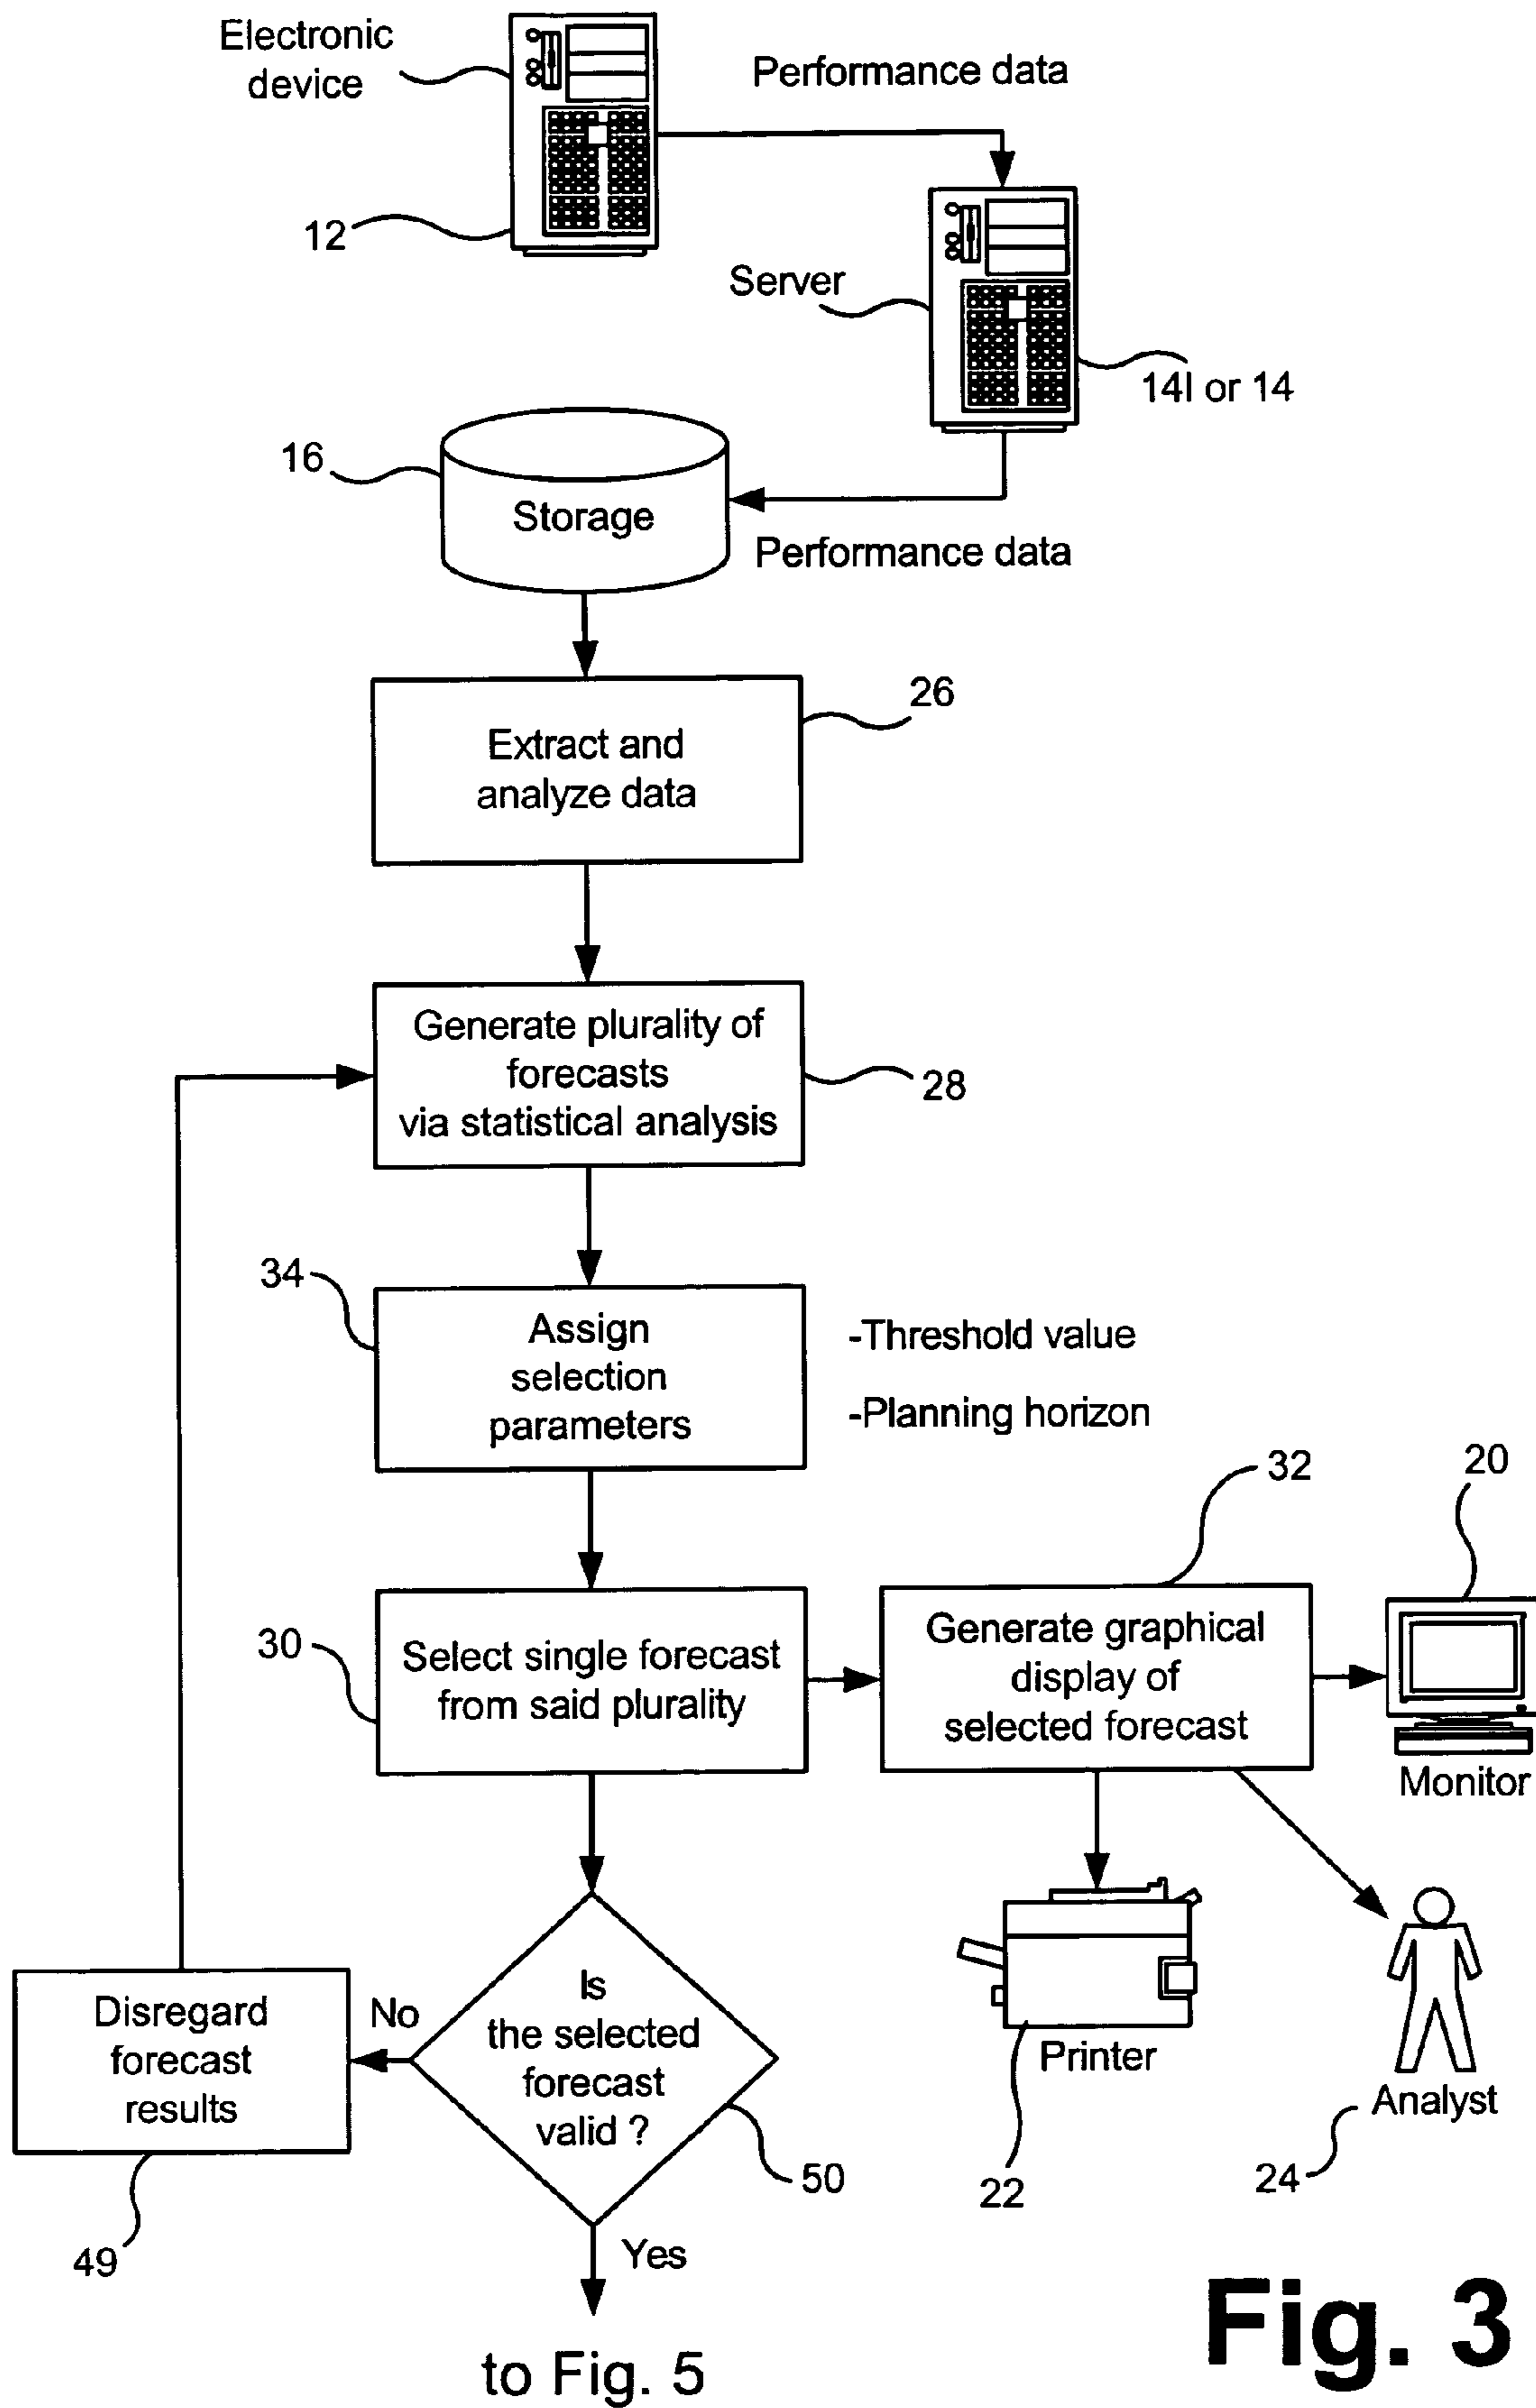 Electronic
device
Performance data
12
Server
14I or 14
16
Storage
Performance data
26
Extract and
analyze data
Generate plurality of
forecasts
via statistical analysis
28
34
Assign
selection
parameters
-Threshold value
-Planning horizon
32
20
30
Select single forecast
from said plurality
Generate graphical
display of
selected forecast
Monitor
Disregard
forecast
results
No
Is
the selected
forecast
valid ?
Printer
Analyst
49
50
22
24
Yes
to Fig. 5
Fig. 3